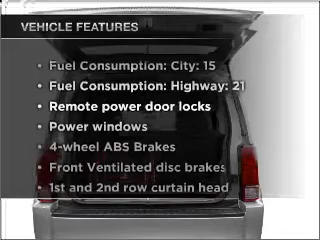 VEHICLE FEATURES
• Fuel Consumption: City: 15
• Fuel Consumption: Highway: 21
• Remote power door locks
• Power windows
• 4-wheel ABS Brakes
• Front Ventilated disc brakes
• 1st and 2nd row curtain head